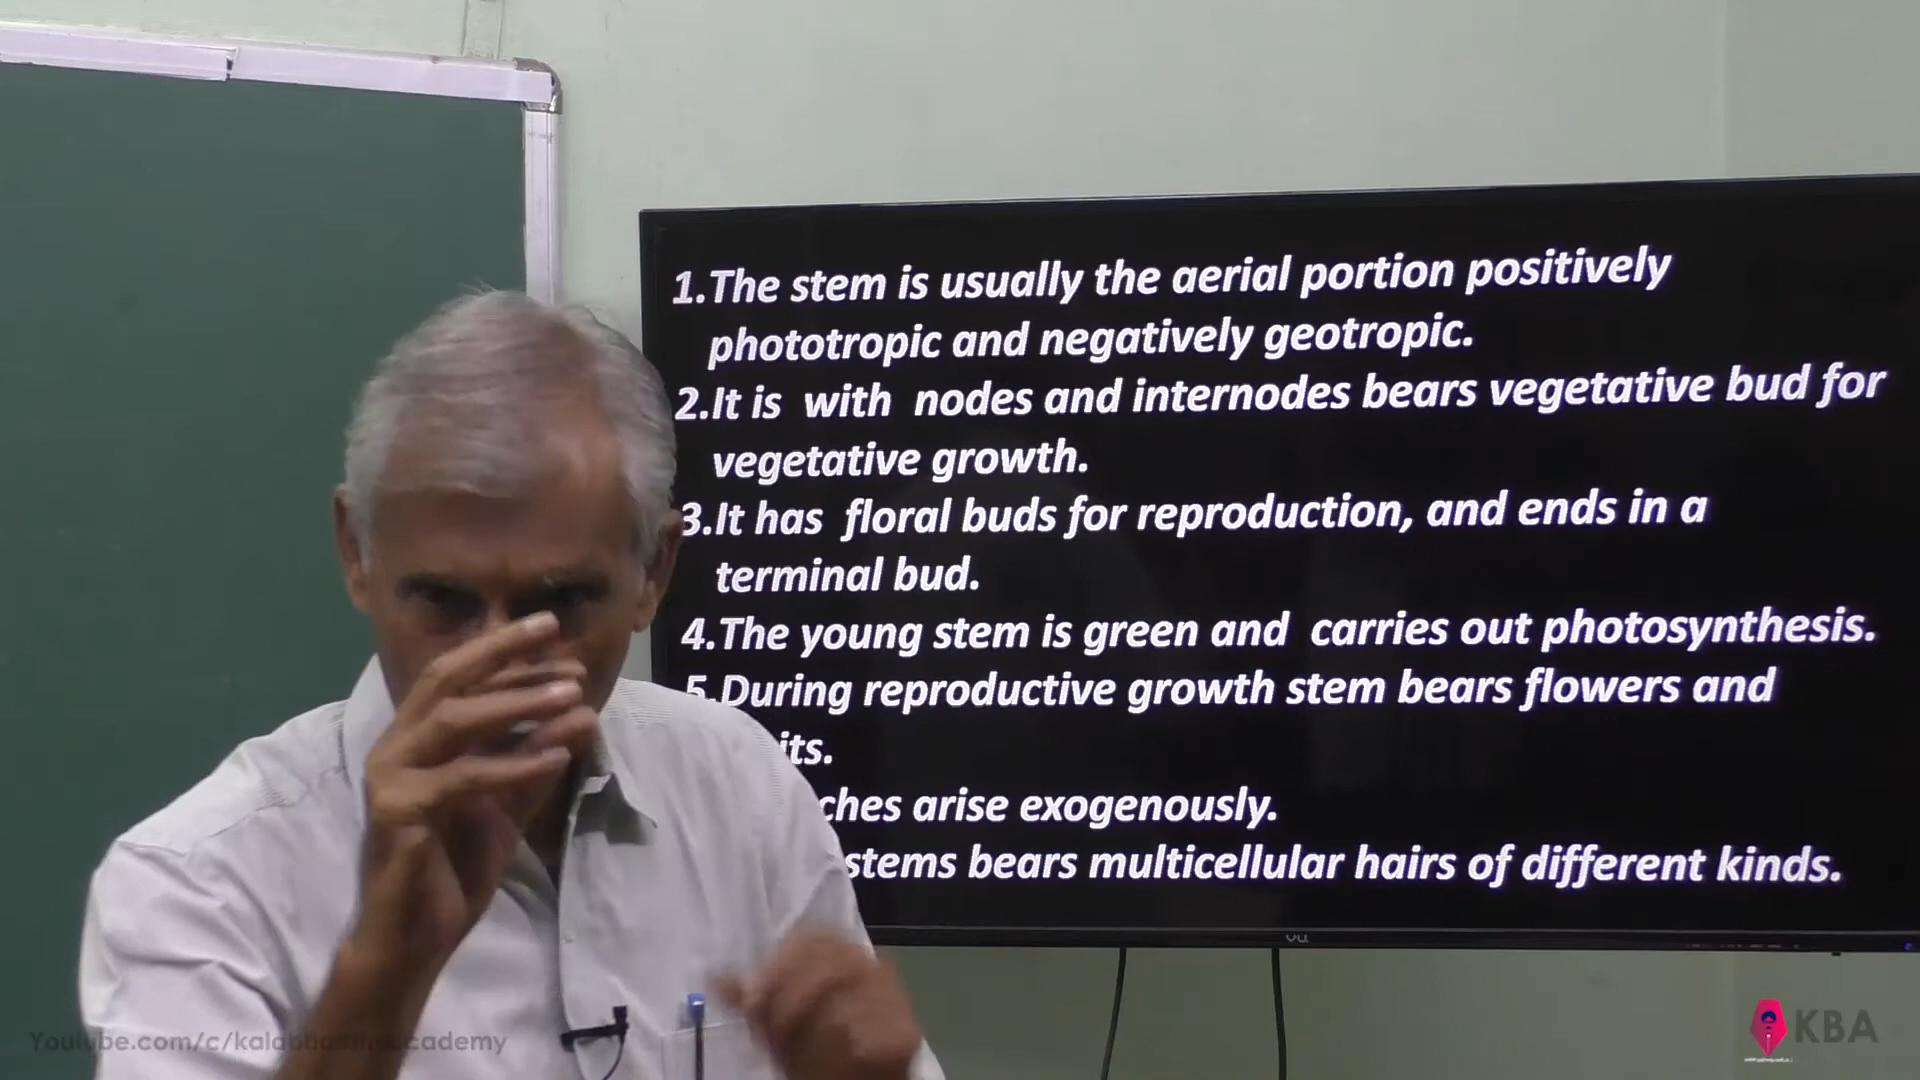 1.The stem is usually the aerial portion positively
phototropic and negatively geotropic.
2.It is with nodes and internodes bears vegetative bud for
vegetative growth.
3.It has floral buds for reproduction, and ends in a
terminal bud.
4.The young stem is green and carries out photosynthesis.
5.During reproductive growth stem bears flowers and
its.
ches arise exogenously.
stems bears multicellular hairs of different kinds.
Vu
KBA